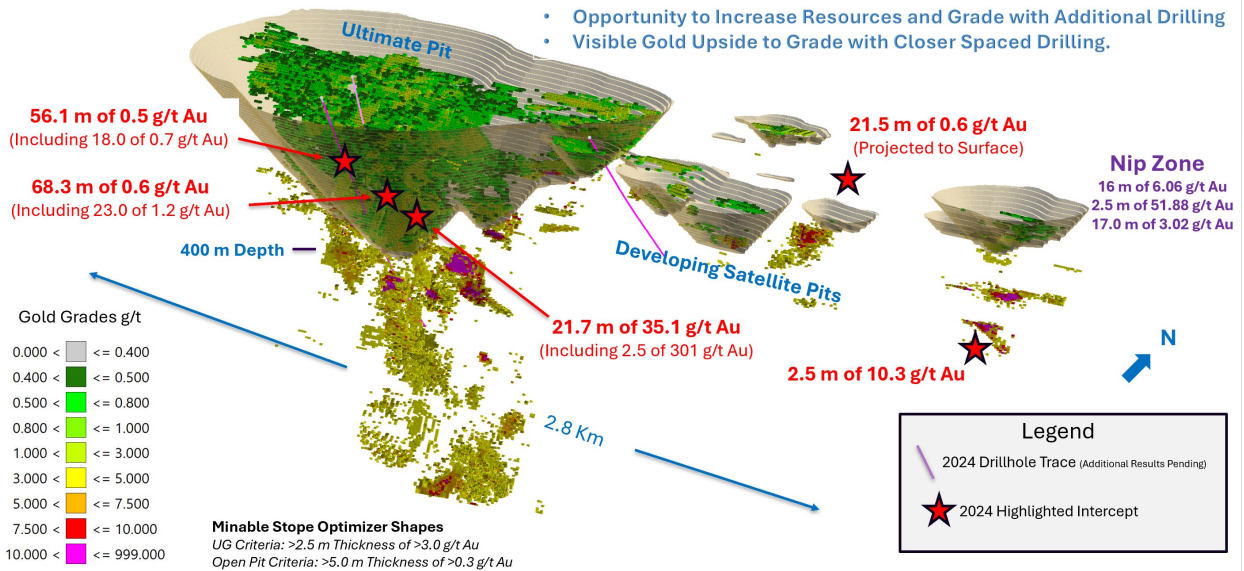 • Opportunity to Increase Resources and Grade with Additional Drilling
• Visible Gold Upside to Grade with Closer Spaced Drilling.
Ultimate Pit
56.1 m of 0.5 g/t Au
(Including 18.0 of 0.7 g/t Au)
68.3 m of 0.6 g/t Au
(Including 23.0 of 1.2 g/t Au)
400 m Depth
21.5 m of 0.6 g/t Au
(Projected to Surface)
Nip Zone
16 m of 6.06 g/t Au
2.5 m of 51.88 g/t Au
17.0 m of 3.02 g/t Au
Developing Satellite Pits
21.7 m of 35.1 g/t Au
(Including 2.5 of 301 g/t Au)
2.5 m of 10.3 g/t Au
N
2.8 Km
Gold Grades g/t
0.000 < <= 0.400
0.400 < <= 0.500
0.500 < <= 0.800
0.800 < <= 1.000
1.000 < <= 3.000
3.000 < <= 5.000
5.000 < <= 7.500
7.500 < <= 10.000
10.000 < <= 999.000
Minable Stope Optimizer Shapes
UG Criteria: >2.5 m Thickness of >3.0 g/t Au
Open Pit Criteria: >5.0 m Thickness of >0.3 g/t Au
Legend
2024 Drillhole Trace (Additional Results Pending)
2024 Highlighted Intercept